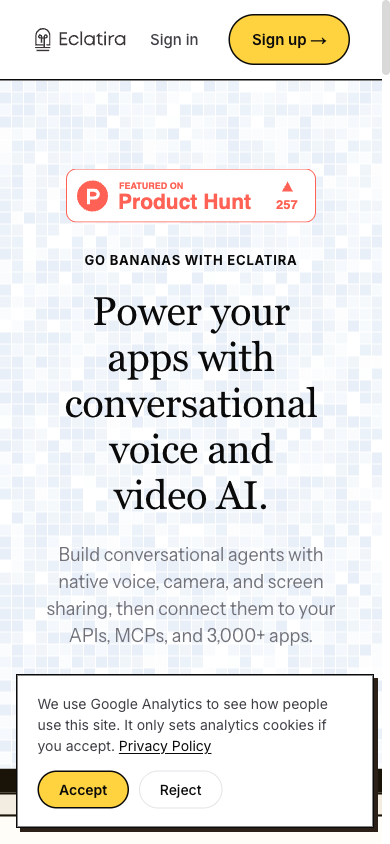 Eclatira
Sign in
Sign up →
FEATURED ON
Product Hunt
▲
257
GO BANANAS WITH ECLATIRA
Power your
apps with
conversational
voice and
video AI.
Build conversational agents with
native voice, camera, and screen
sharing, then connect them to your
APIs, MCPs, and 3,000+ apps.
We use Google Analytics to see how people
use this site. It only sets analytics cookies if
you accept. Privacy Policy
Accept
Reject